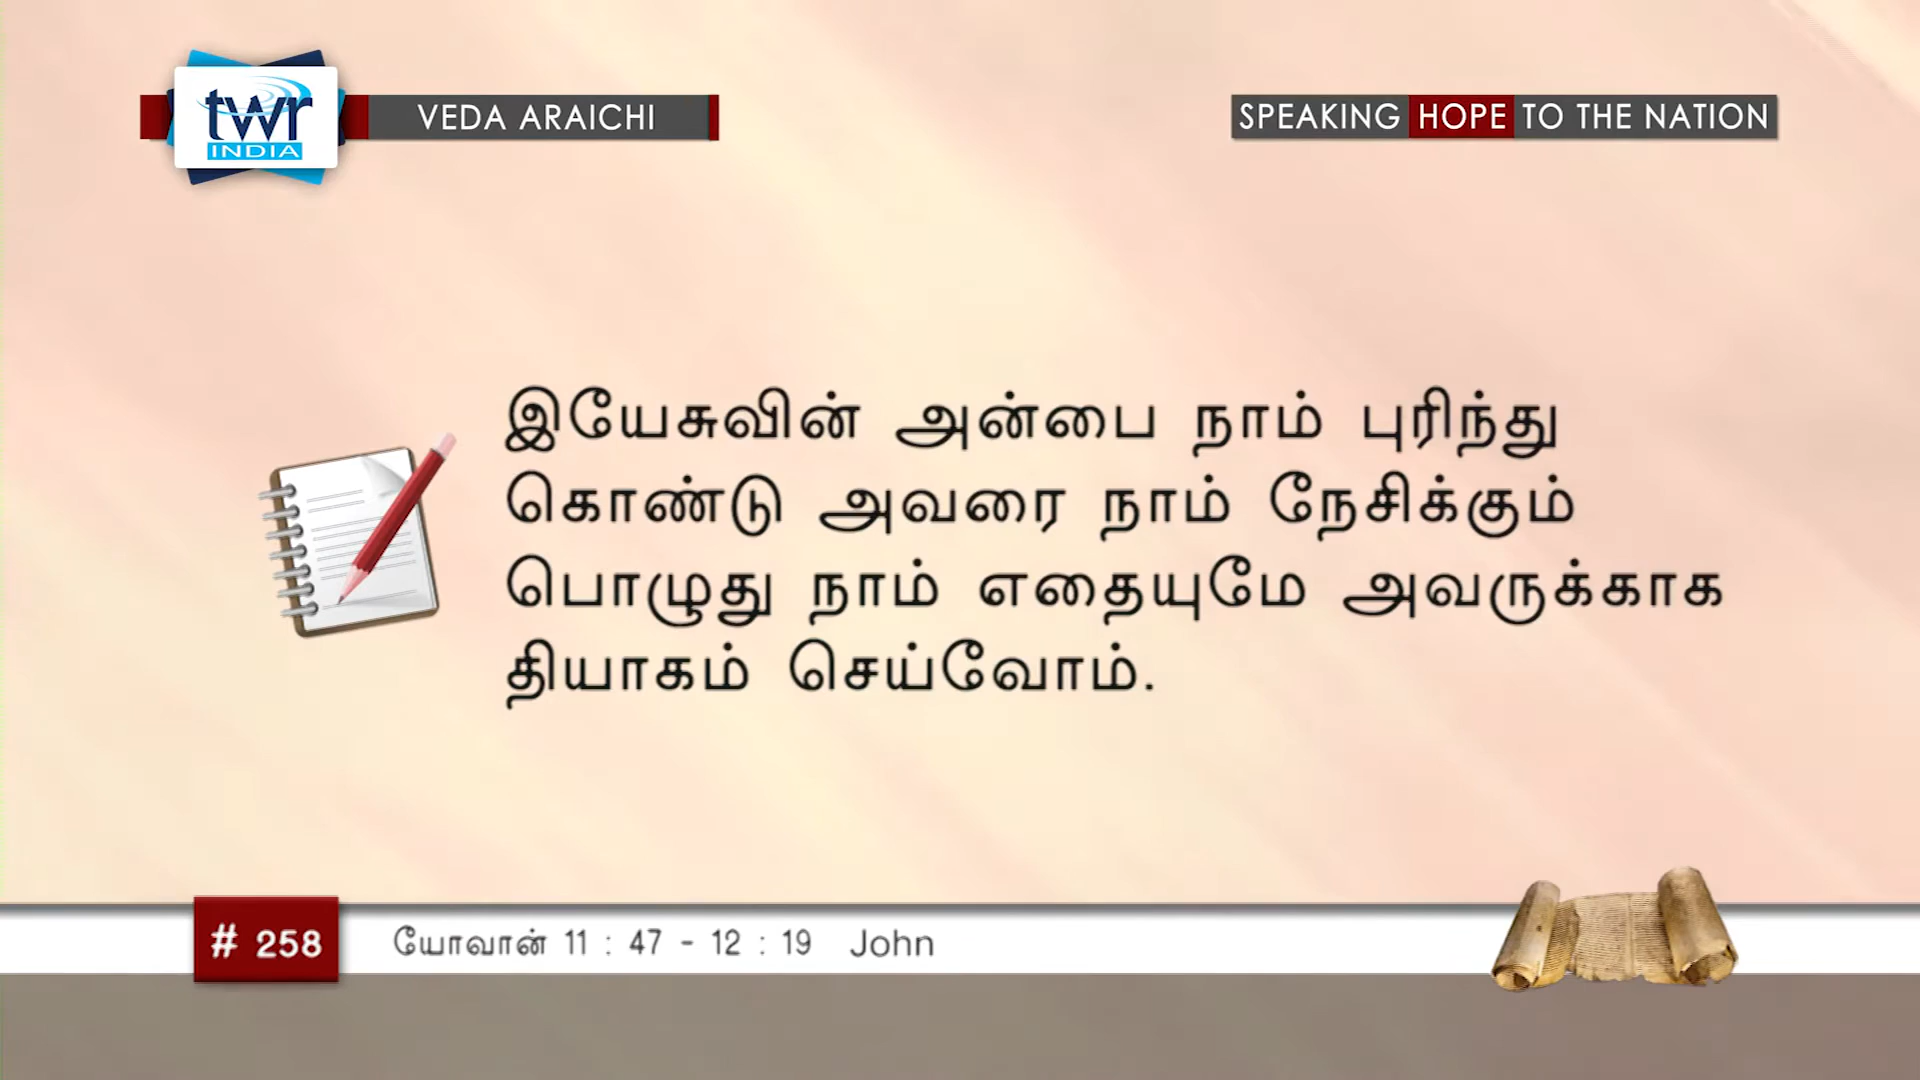 twr
INDIA
VEDA ARAICHI
SPEAKING HOPE TO THE NATION
இயேசுவின் அன்பை நாம் புரிந்து
கொண்டு அவரை நாம் நேசிக்கும்
பொழுது நாம் எதையுமே அவருக்காக
தியாகம் செய்வோம்.
# 258
யோவான் 11 : 47 - 12 : 19 John